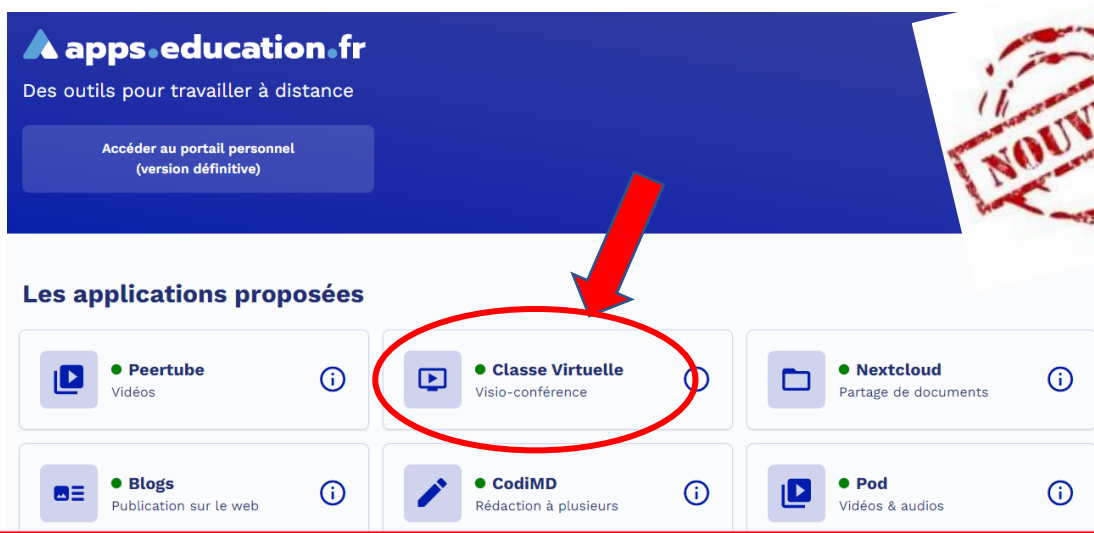 apps.education.fr
Des outils pour travailler à distance
Accéder au portail personnel
(version définitive)
Les applications proposées
Peertube
Vidéos
Classe Virtuelle
Visio-conférence
Nextcloud
Partage de documents
Blogs
Publication sur le web
CodiMD
Rédaction à plusieurs
Pod
Vidéos & audios